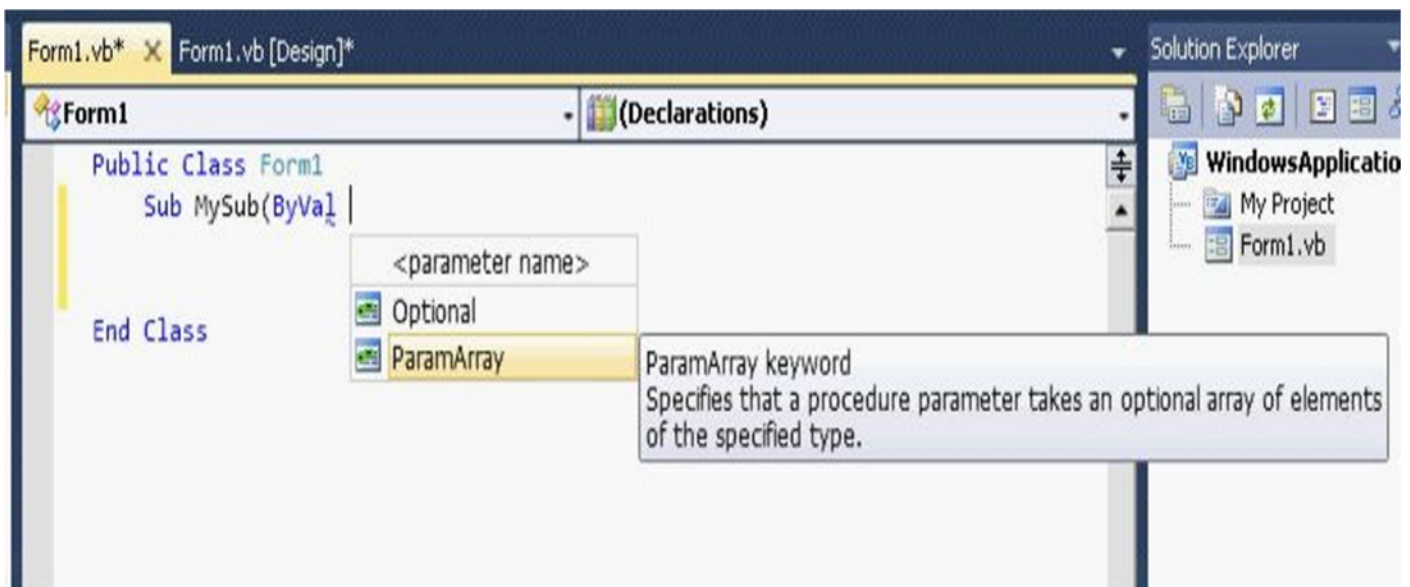 Form1.vb* X Form1.vb [Design]*
Solution Explorer
Form1
(Declarations)
Public Class Form1
Sub MySub(ByVal
<parameter name>
Optional
ParamArray
End Class
ParamArray keyword
Specifies that a procedure parameter takes an optional array of elements
of the specified type.
WindowsApplicatio
My Project
Form1.vb